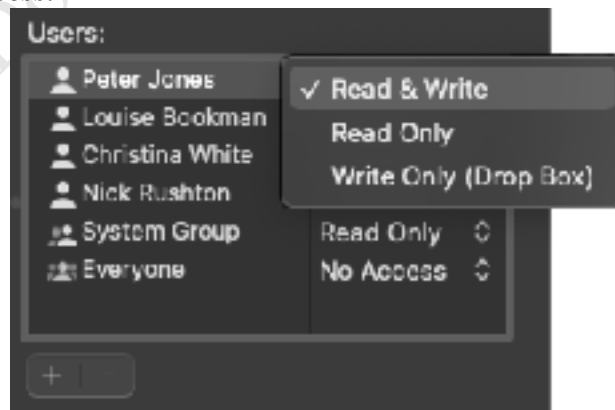 Users:
Peter Jones
✓ Read & Write
Louise Bookman
Read Only
Christina White
Write Only (Drop Box)
Nick Rushton
System Group Read Only
Everyone No Access
+ -